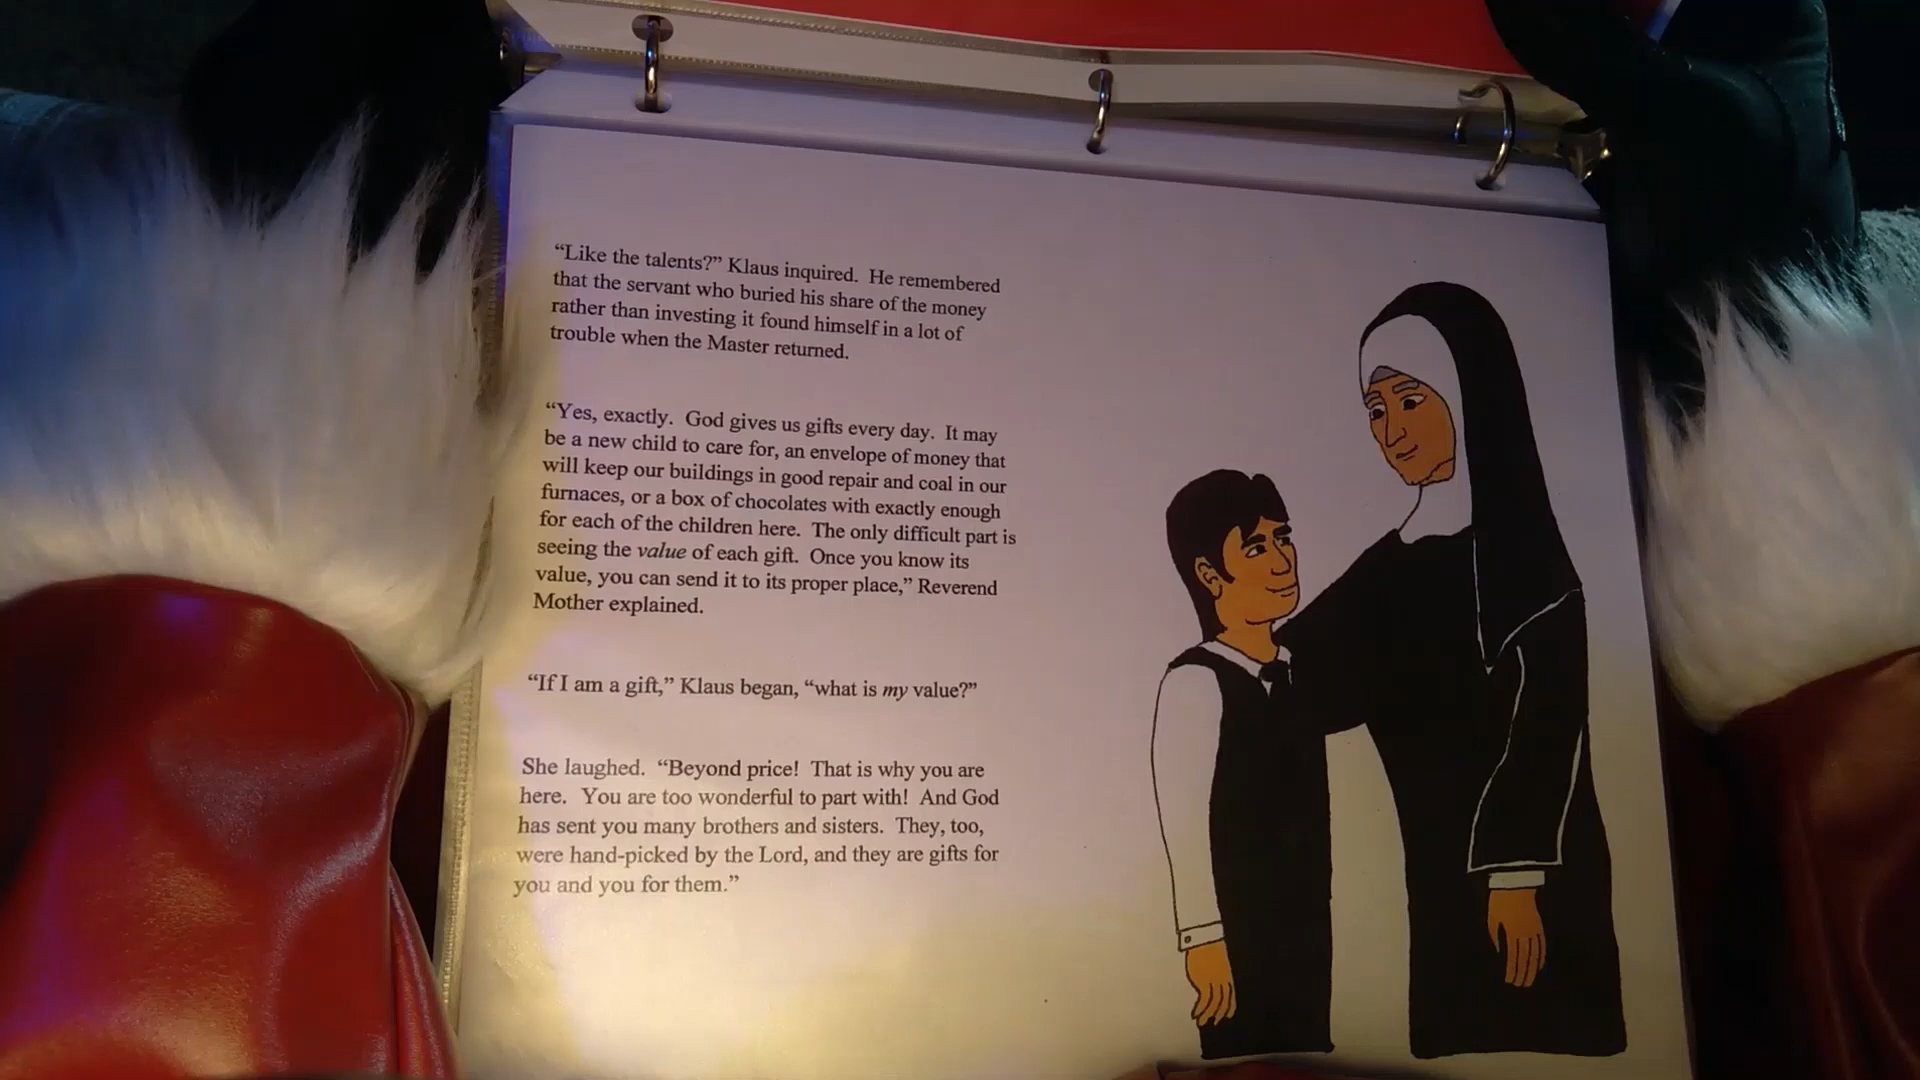 “Like the talents?” Klaus inquired.  He remembered
that the servant who buried his share of the money
rather than investing it found himself in a lot of
trouble when the Master returned.
“Yes, exactly.  God gives us gifts every day.  It may
be a new child to care for, an envelope of money that
will keep our buildings in good repair and coal in our
furnaces, or a box of chocolates with exactly enough
for each of the children here.  The only difficult part is
seeing the value of each gift.  Once you know its
value, you can send it to its proper place,” Reverend
Mother explained.
“If I am a gift,” Klaus began, “what is my value?”
She laughed.  “Beyond price!  That is why you are
here.  You are too wonderful to part with!  And God
has sent you many brothers and sisters.  They, too,
were hand-picked by the Lord, and they are gifts for
you and you for them.”